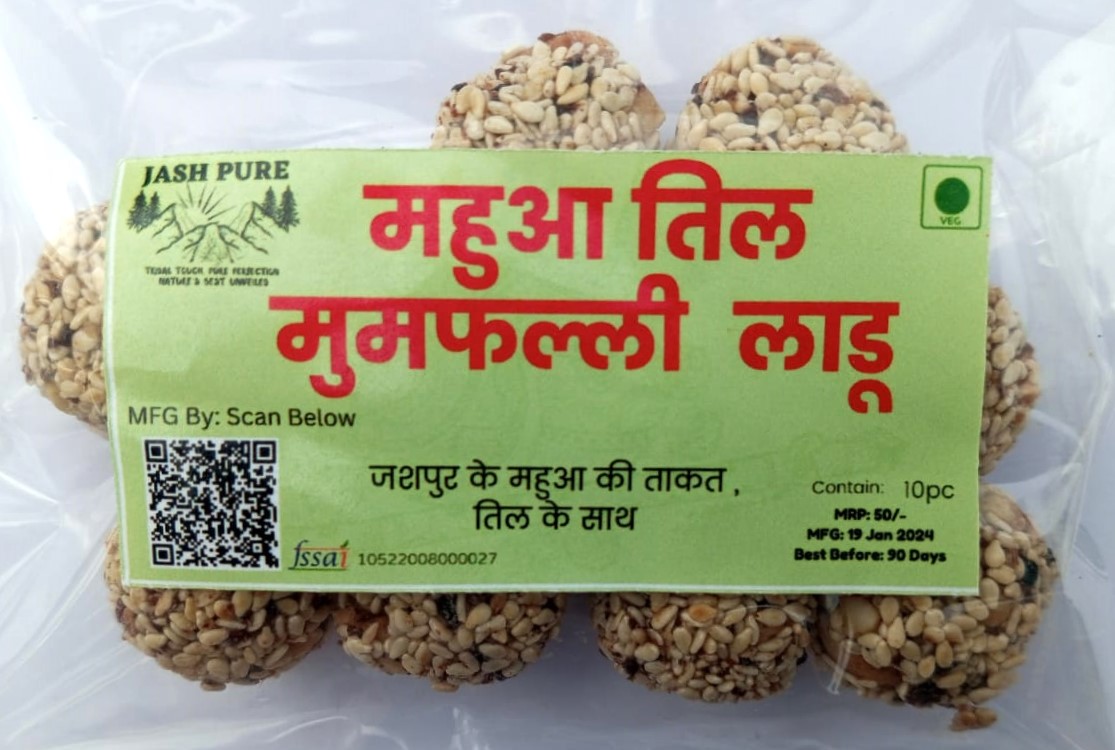 JASH PURE
TRIBAL TOUCH, PURE PERFECTION
NATURE'S BEST UNVEILED
महुआ तिल
मुमफल्ली लाडू
VEG
MFG By: Scan Below
जशपुर के महुआ की ताकत ,
तिल के साथ
fssai 10522008000027
Contain: 10pc
MRP: 50/-
MFG: 19 Jan 2024
Best Before: 90 Days